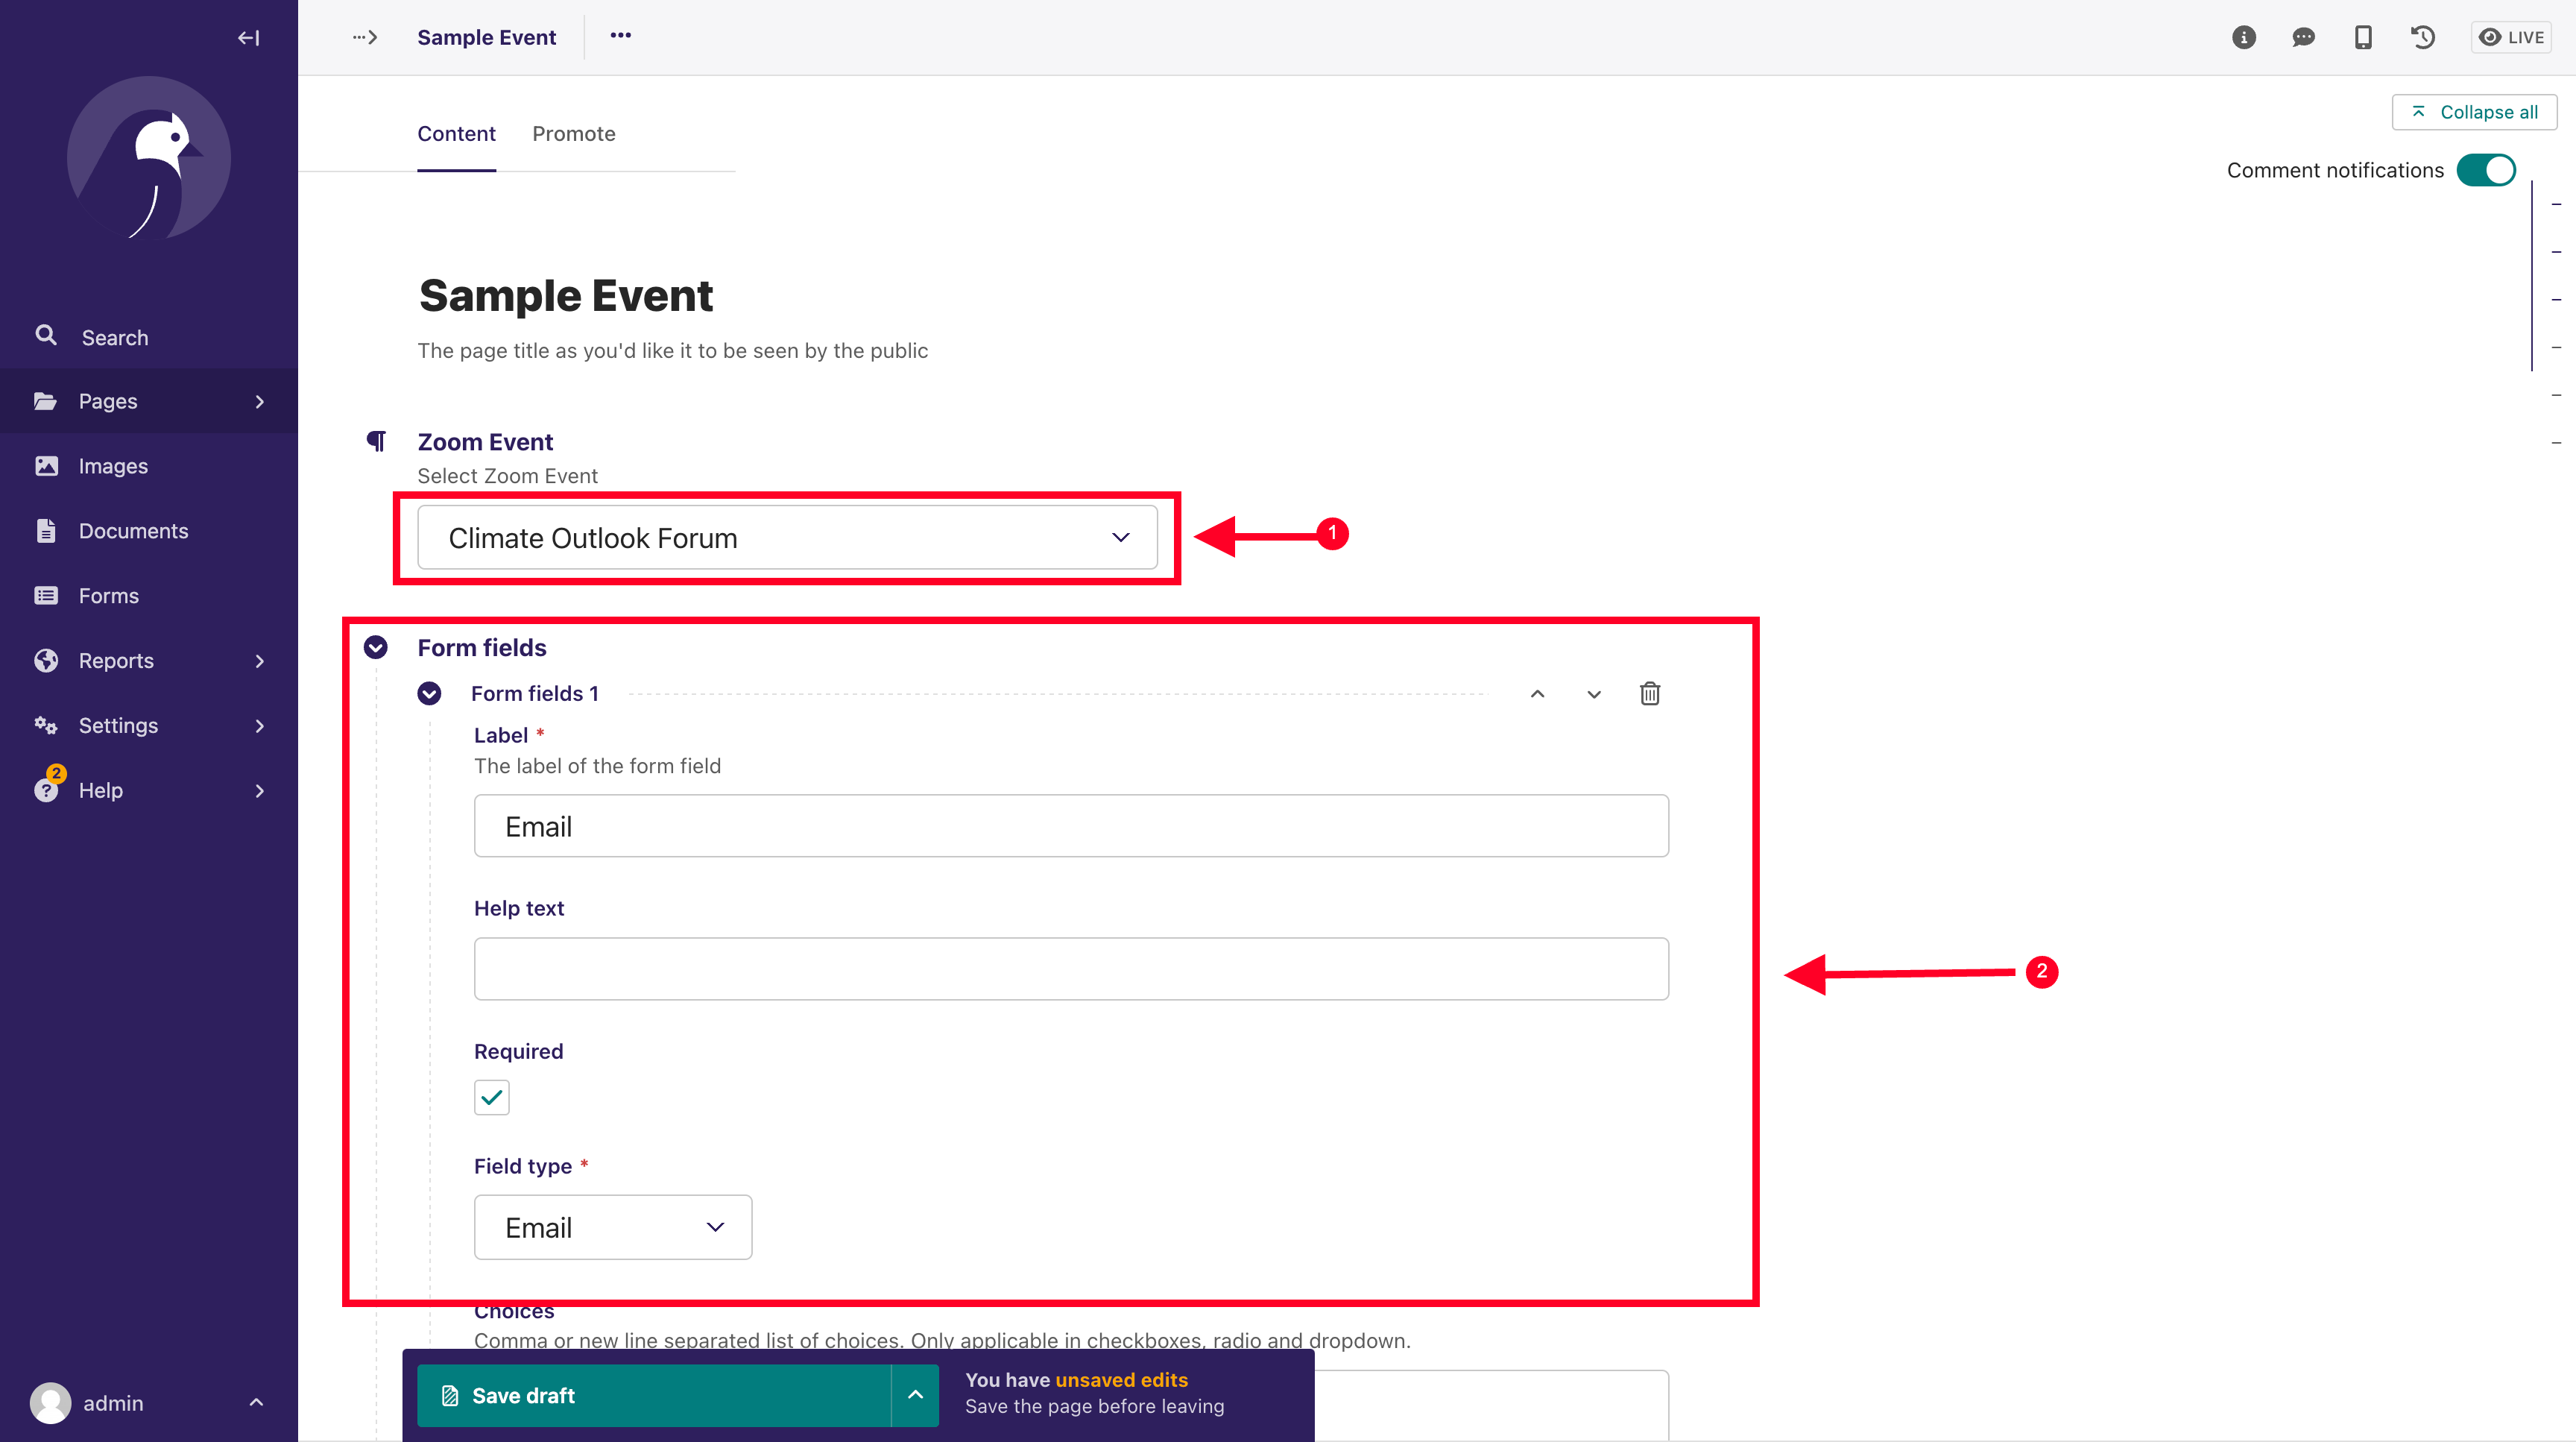 Sample Event
LIVE
Collapse all
Content
Promote
Comment notifications
Search
Pages
Images
Documents
Forms
Reports
Settings
2
?
Help
admin
Sample Event
The page title as you'd like it to be seen by the public
Zoom Event
Select Zoom Event
Climate Outlook Forum
1
Form fields
Form fields 1
Label *
The label of the form field
Email
Help text
2
Required
Field type *
Email
Choices
Comma or new line separated list of choices. Only applicable in checkboxes, radio and dropdown.
Save draft
You have unsaved edits
Save the page before leaving